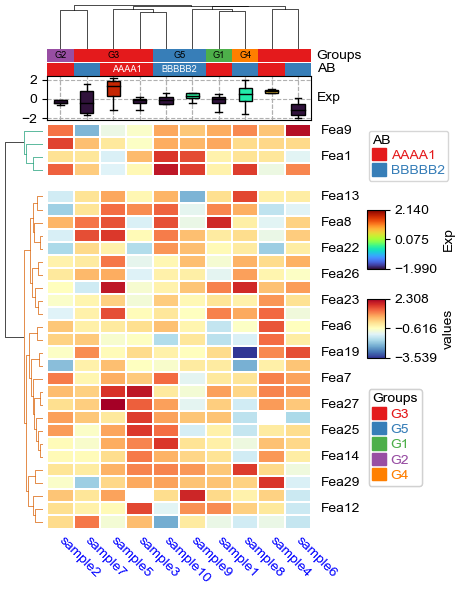 G2 G3 G5 G1 G4 Groups
AAAA1 BBBBB2 AB
2
0
−2
Exp
Fea9
Fea1
Fea13
Fea8
Fea22
Fea26
Fea23
Fea6
Fea19
Fea7
Fea27
Fea25
Fea14
Fea29
Fea12
sample2
sample7
sample5
sample3
sample10
sample9
sample1
sample8
sample4
sample6
AB
AAAA1
BBBBB2
2.140
0.075
−1.990
Exp
2.308
−0.616
−3.539
values
Groups
G3
G5
G1
G2
G4